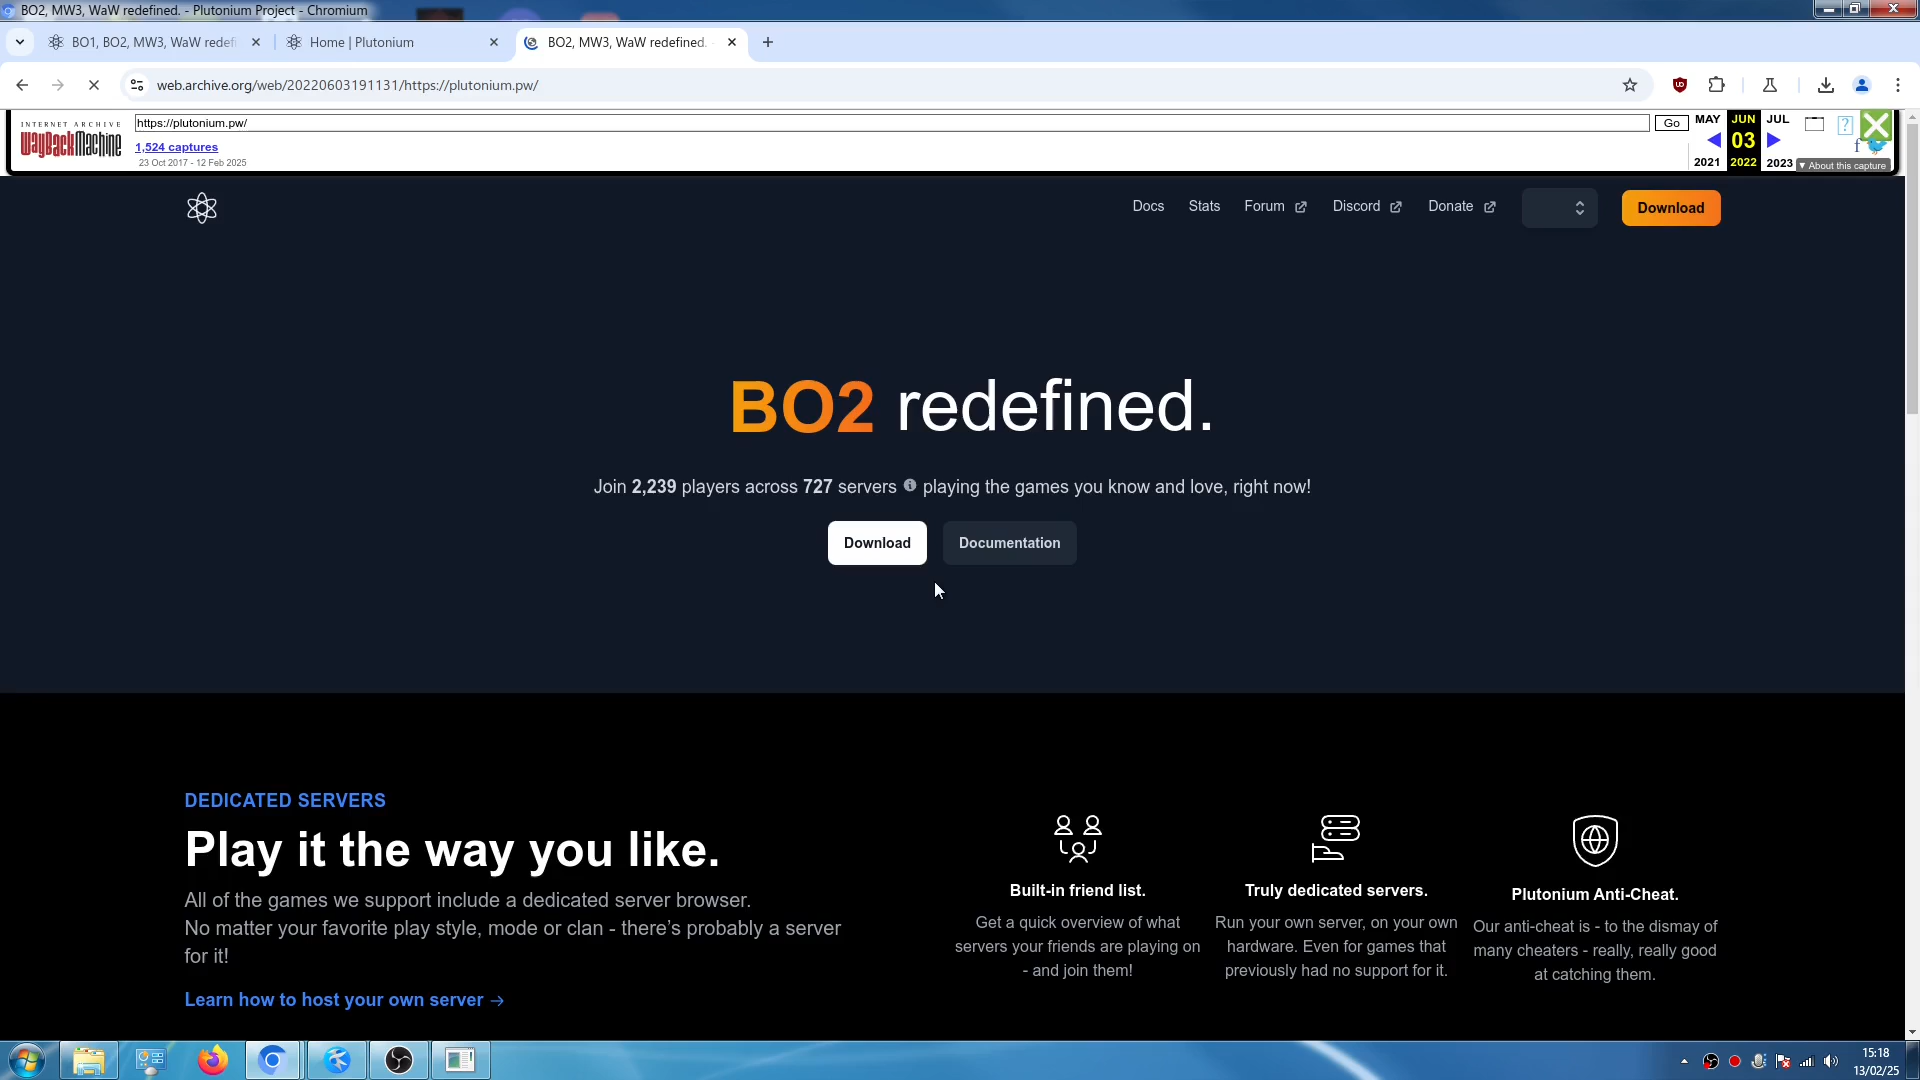 BO2, MW3, WaW redefined. - Plutonium Project - Chromium
BO1, BO2, MW3, WaW redefi
Home | Plutonium
BO2, MW3, WaW redefined.
web.archive.org/web/20220603191131/https://plutonium.pw/
INTERNET ARCHIVE
WayBackMachine
https://plutonium.pw/
Go
1,524 captures
23 Oct 2017 - 12 Feb 2025
MAY JUN JUL
03
2021 2022 2023
▼ About this capture
Docs
Stats
Forum
Discord
Donate
Download
BO2 redefined.
Join 2,239 players across 727 servers playing the games you know and love, right now!
Download
Documentation
DEDICATED SERVERS
Play it the way you like.
All of the games we support include a dedicated server browser.
No matter your favorite play style, mode or clan - there's probably a server
for it!
Learn how to host your own server →
Built-in friend list.
Get a quick overview of what
servers your friends are playing on
- and join them!
Truly dedicated servers.
Run your own server, on your own
hardware. Even for games that
previously had no support for it.
Plutonium Anti-Cheat.
Our anti-cheat is - to the dismay of
many cheaters - really, really good
at catching them.
15:18
13/02/25